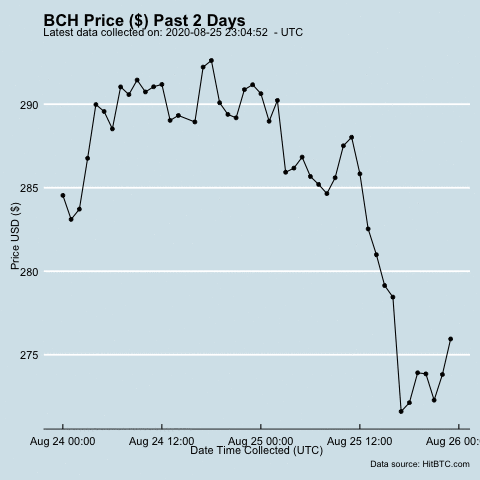 BCH Price ($) Past 2 Days
Latest data collected on: 2020-08-25 23:04:52 - UTC
Price USD ($)
290
285
280
275
Aug 24 00:00 Aug 24 12:00 Aug 25 00:00 Aug 25 12:00 Aug 26 00:
Date Time Collected (UTC)
Data source: HitBTC.com